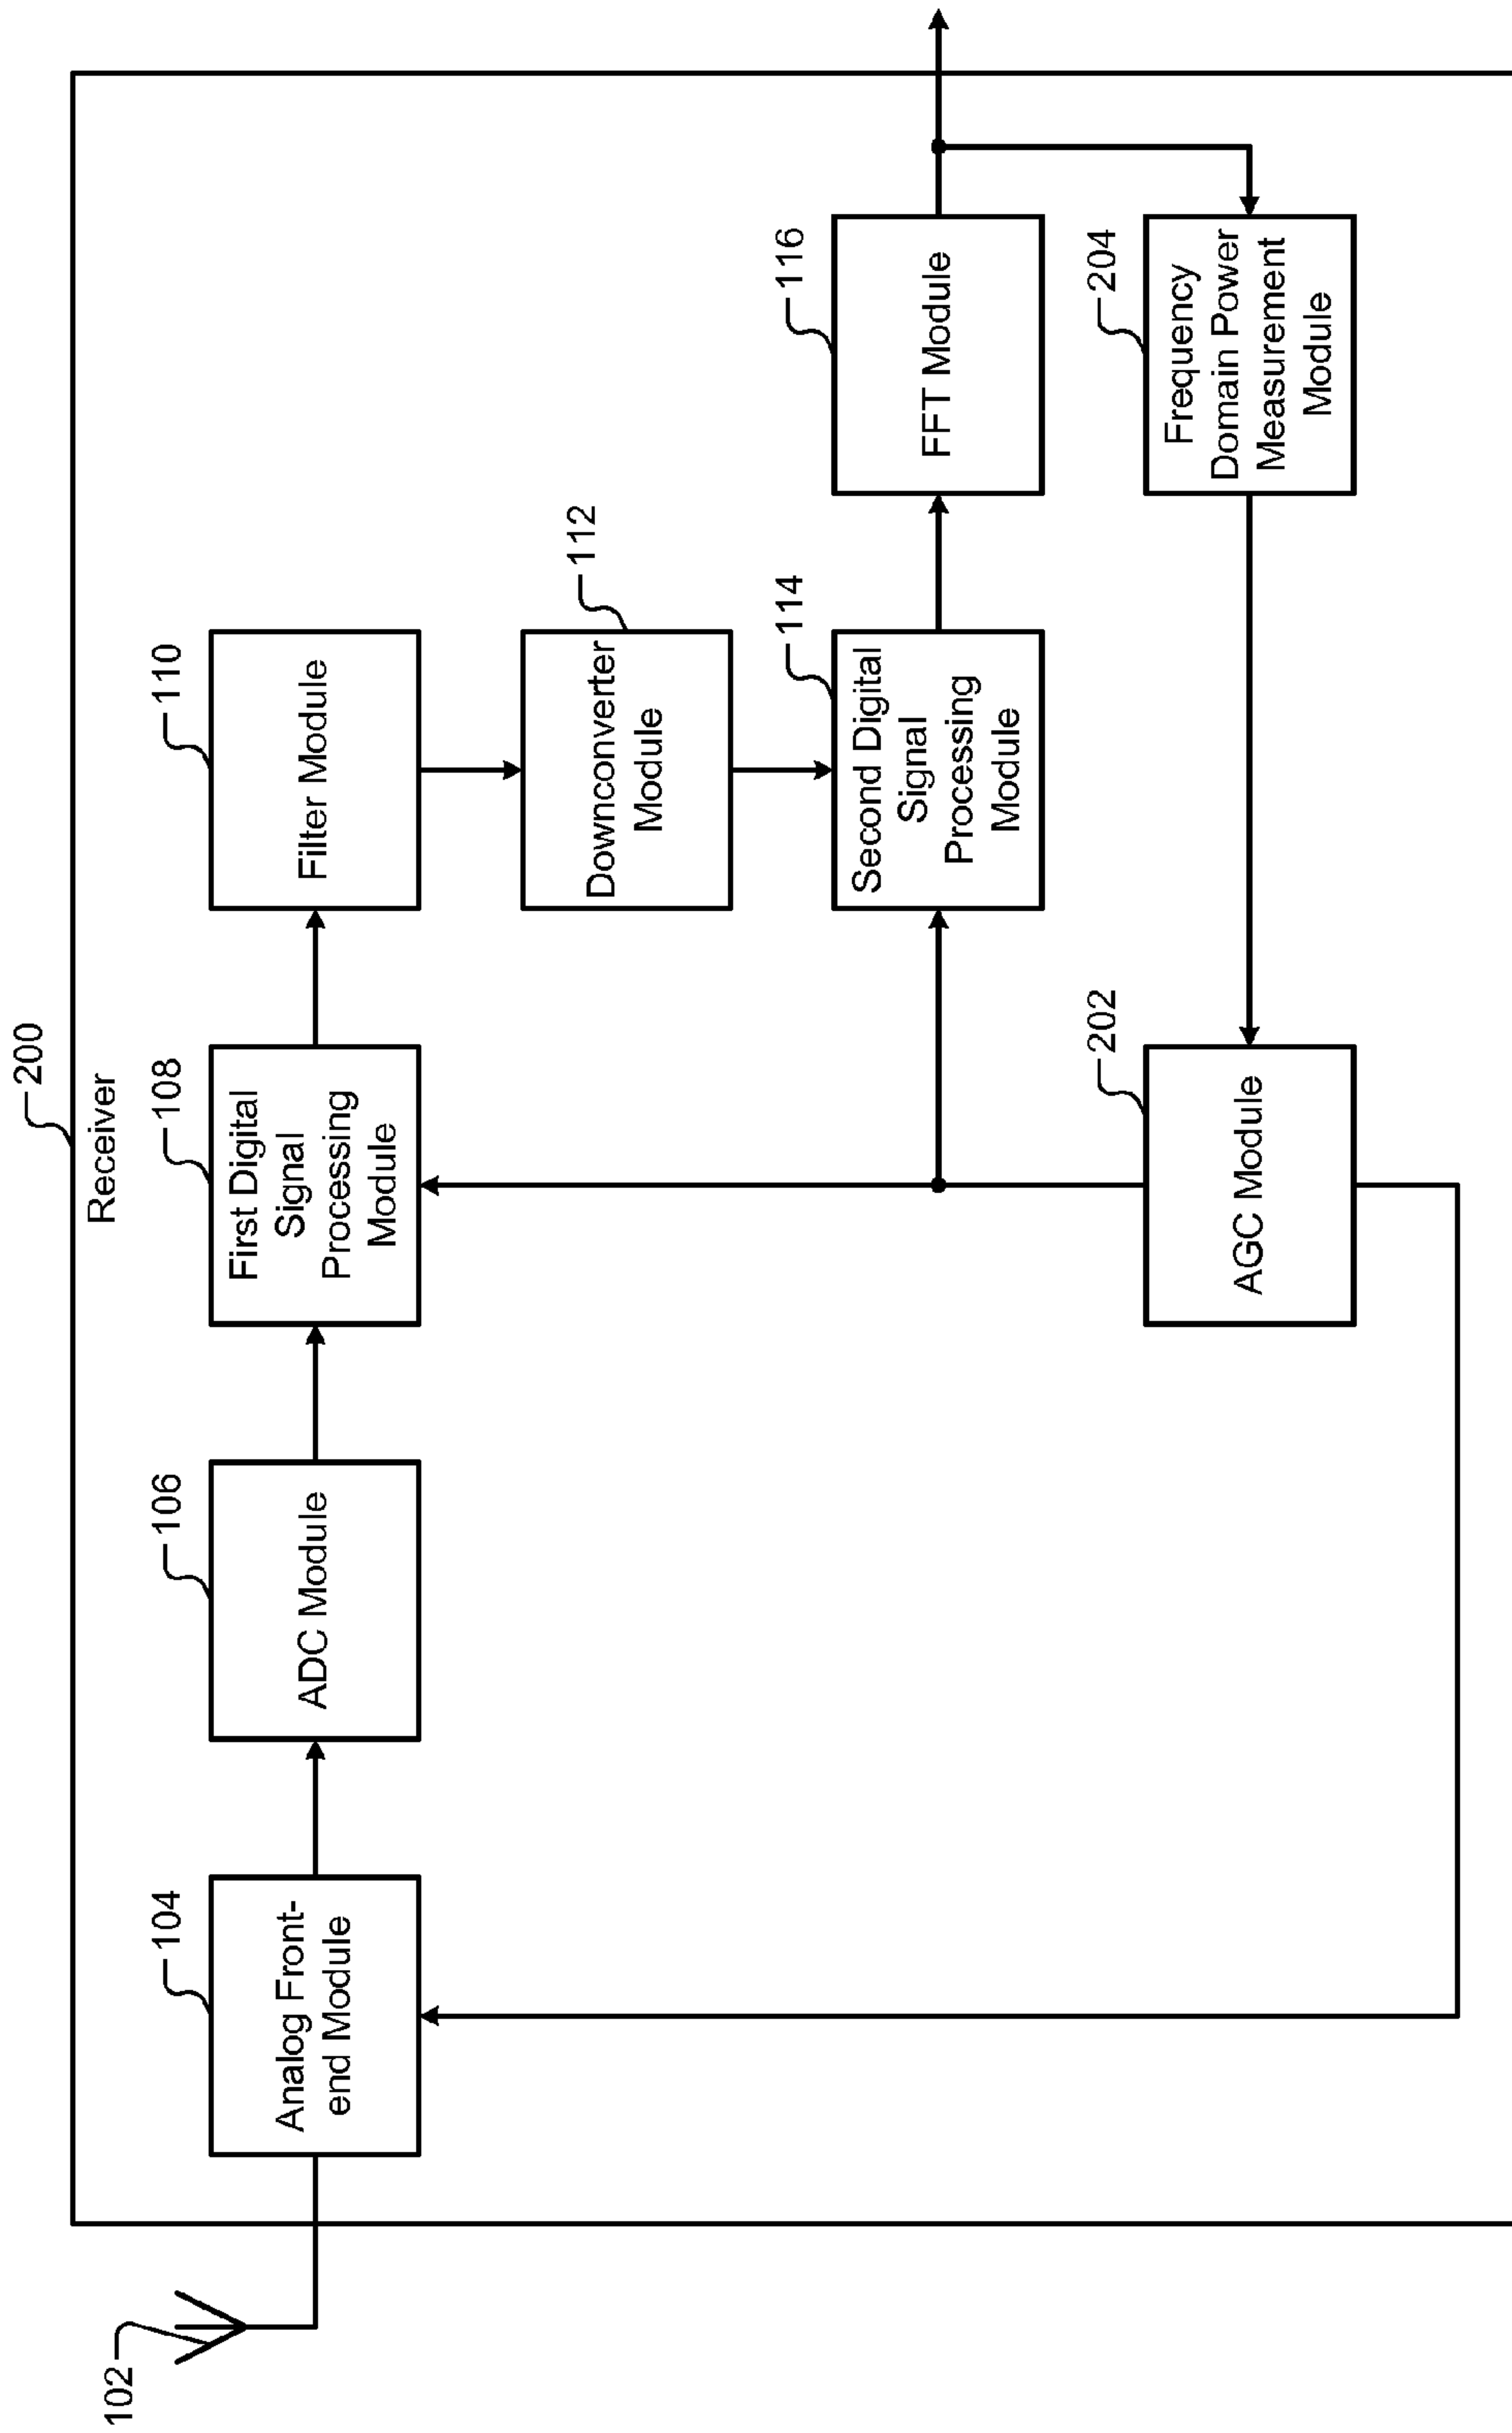 200
Receiver
102
104
Analog Front-
end Module
106
ADC Module
108
First Digital
Signal
Processing
Module
110
Filter Module
112
Downconverter
Module
114
Second Digital
Signal
Processing
Module
116
FFT Module
202
AGC Module
204
Frequency
Domain Power
Measurement
Module